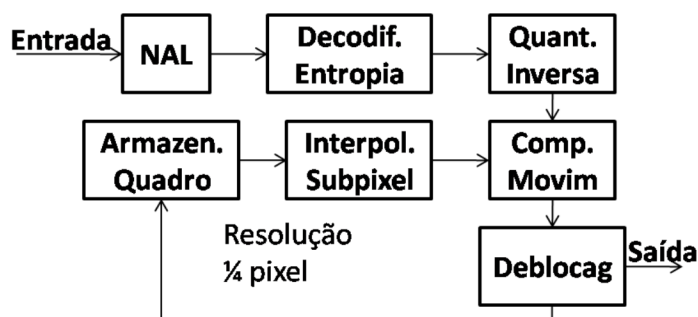 Entrada
NAL
Decodif.
Entropia
Quant.
Inversa
Armazen.
Quadro
Interpol.
Subpixel
Comp.
Movim
Resolução
¼ pixel
Deblocag
Saída